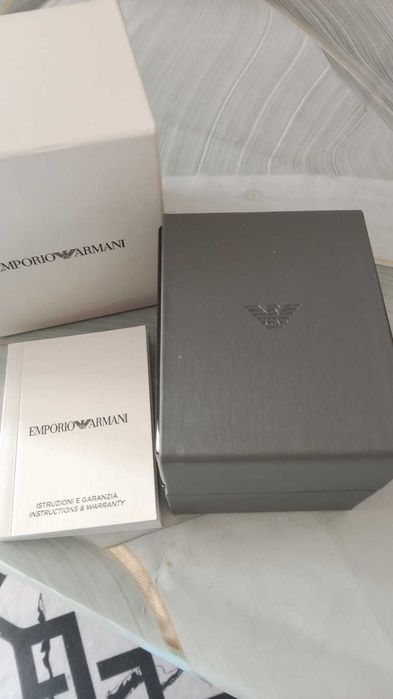 EMPORIO ARMANI
EMPORIO ARMANI
ISTRUZIONI E GARANZIA
INSTRUCTIONS & WARRANTY